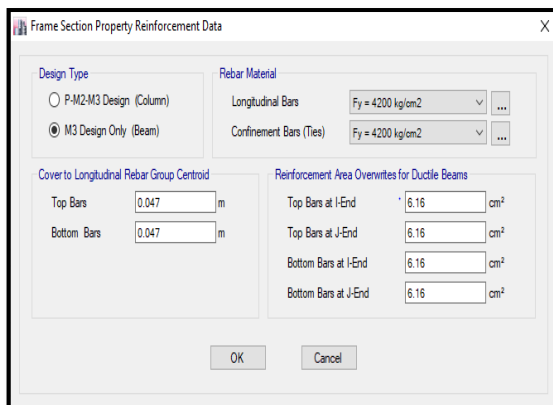 Frame Section Property Reinforcement Data X
Design Type
P-M2-M3 Design (Column)
M3 Design Only (Beam)
Rebar Material
Longitudinal Bars Fy = 4200 kg/cm2 ...
Confinement Bars (Ties) Fy = 4200 kg/cm2 ...
Cover to Longitudinal Rebar Group Centroid
Top Bars 0.047 m
Bottom Bars 0.047 m
Reinforcement Area Overwrites for Ductile Beams
Top Bars at I-End 6.16 cm²
Top Bars at J-End 6.16 cm²
Bottom Bars at I-End 6.16 cm²
Bottom Bars at J-End 6.16 cm²
OK Cancel